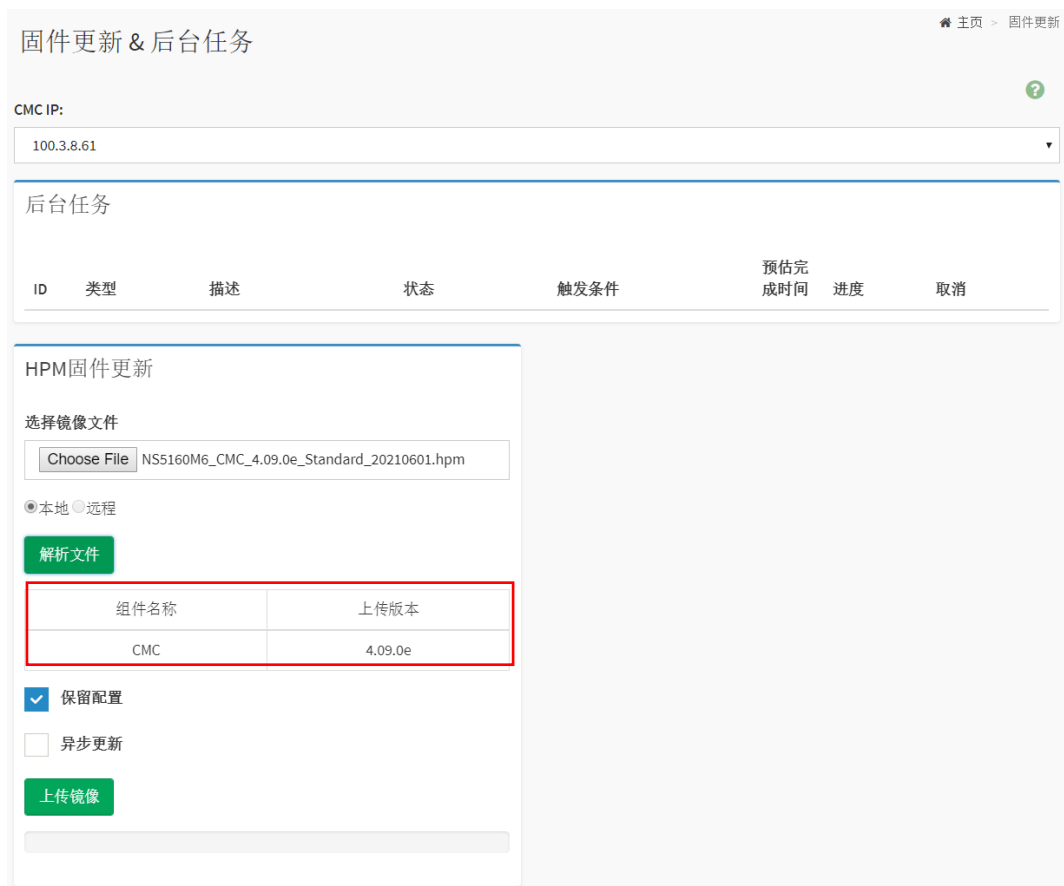 主页 > 固件更新
固件更新 & 后台任务
CMC IP:
100.3.8.61
后台任务
ID 类型 描述 状态 触发条件 预估完成时间 进度 取消
HPM固件更新
选择镜像文件
Choose File NS5160M6_CMC_4.09.0e_Standard_20210601.hpm
本地 远程
解析文件
组件名称 上传版本
CMC 4.09.0e
保留配置
异步更新
上传镜像